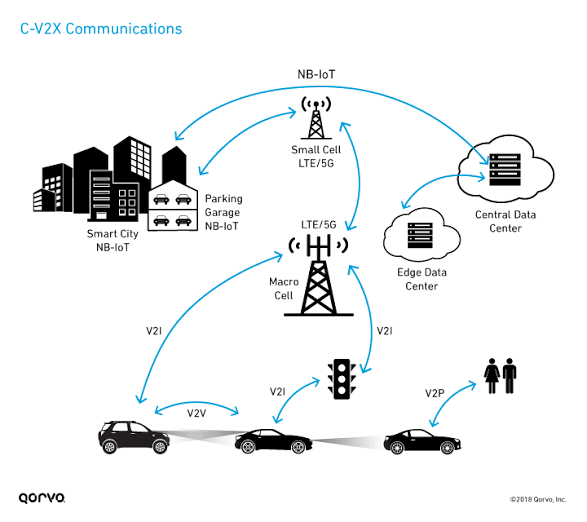 C-V2X Communications
NB-IoT
Small Cell
LTE/5G
Parking
Garage
NB-IoT
Smart City
NB-IoT
LTE/5G
Macro
Cell
Central Data
Center
Edge Data
Center
V2I
V2I
V2V
V2I
V2P
QORVO
©2018 Qorvo, Inc.